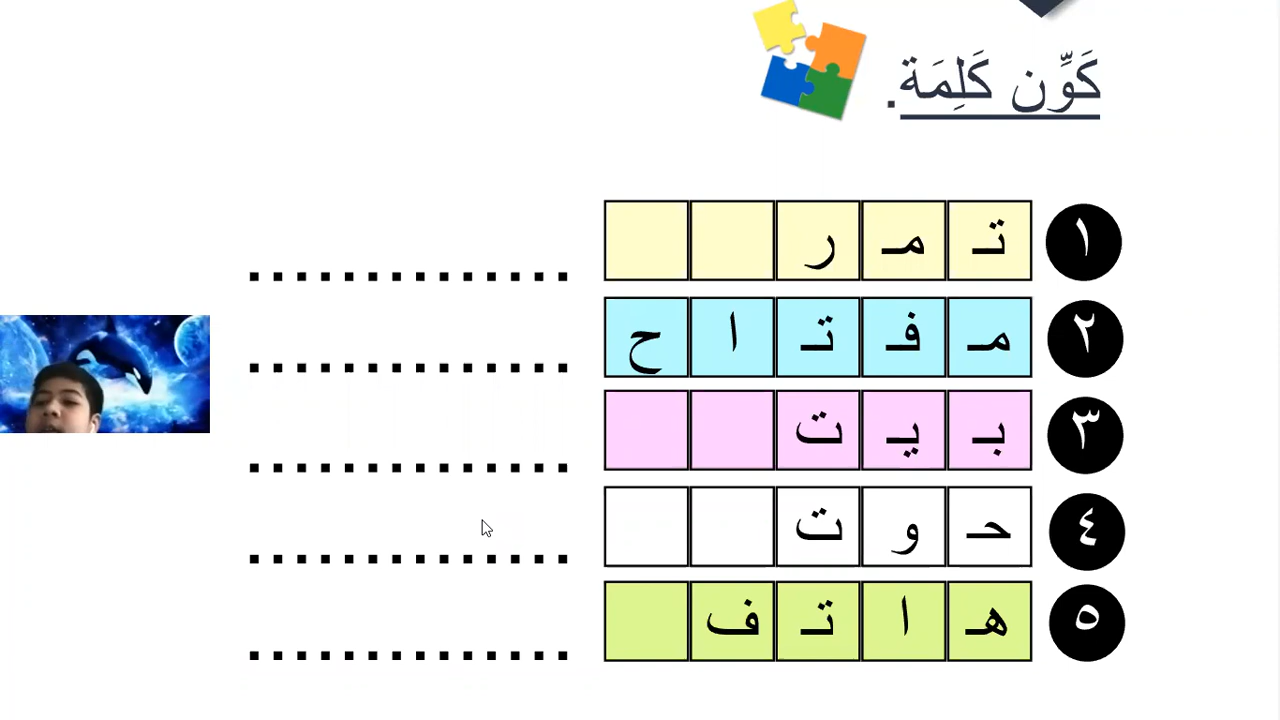 كَوِّن كَلِمَة.
١ تـ مـ ر
٢ مـ فـ تـ ا ح
٣ بـ يـ ت
٤ حـ و ت
٥ هـ ا تـ ف